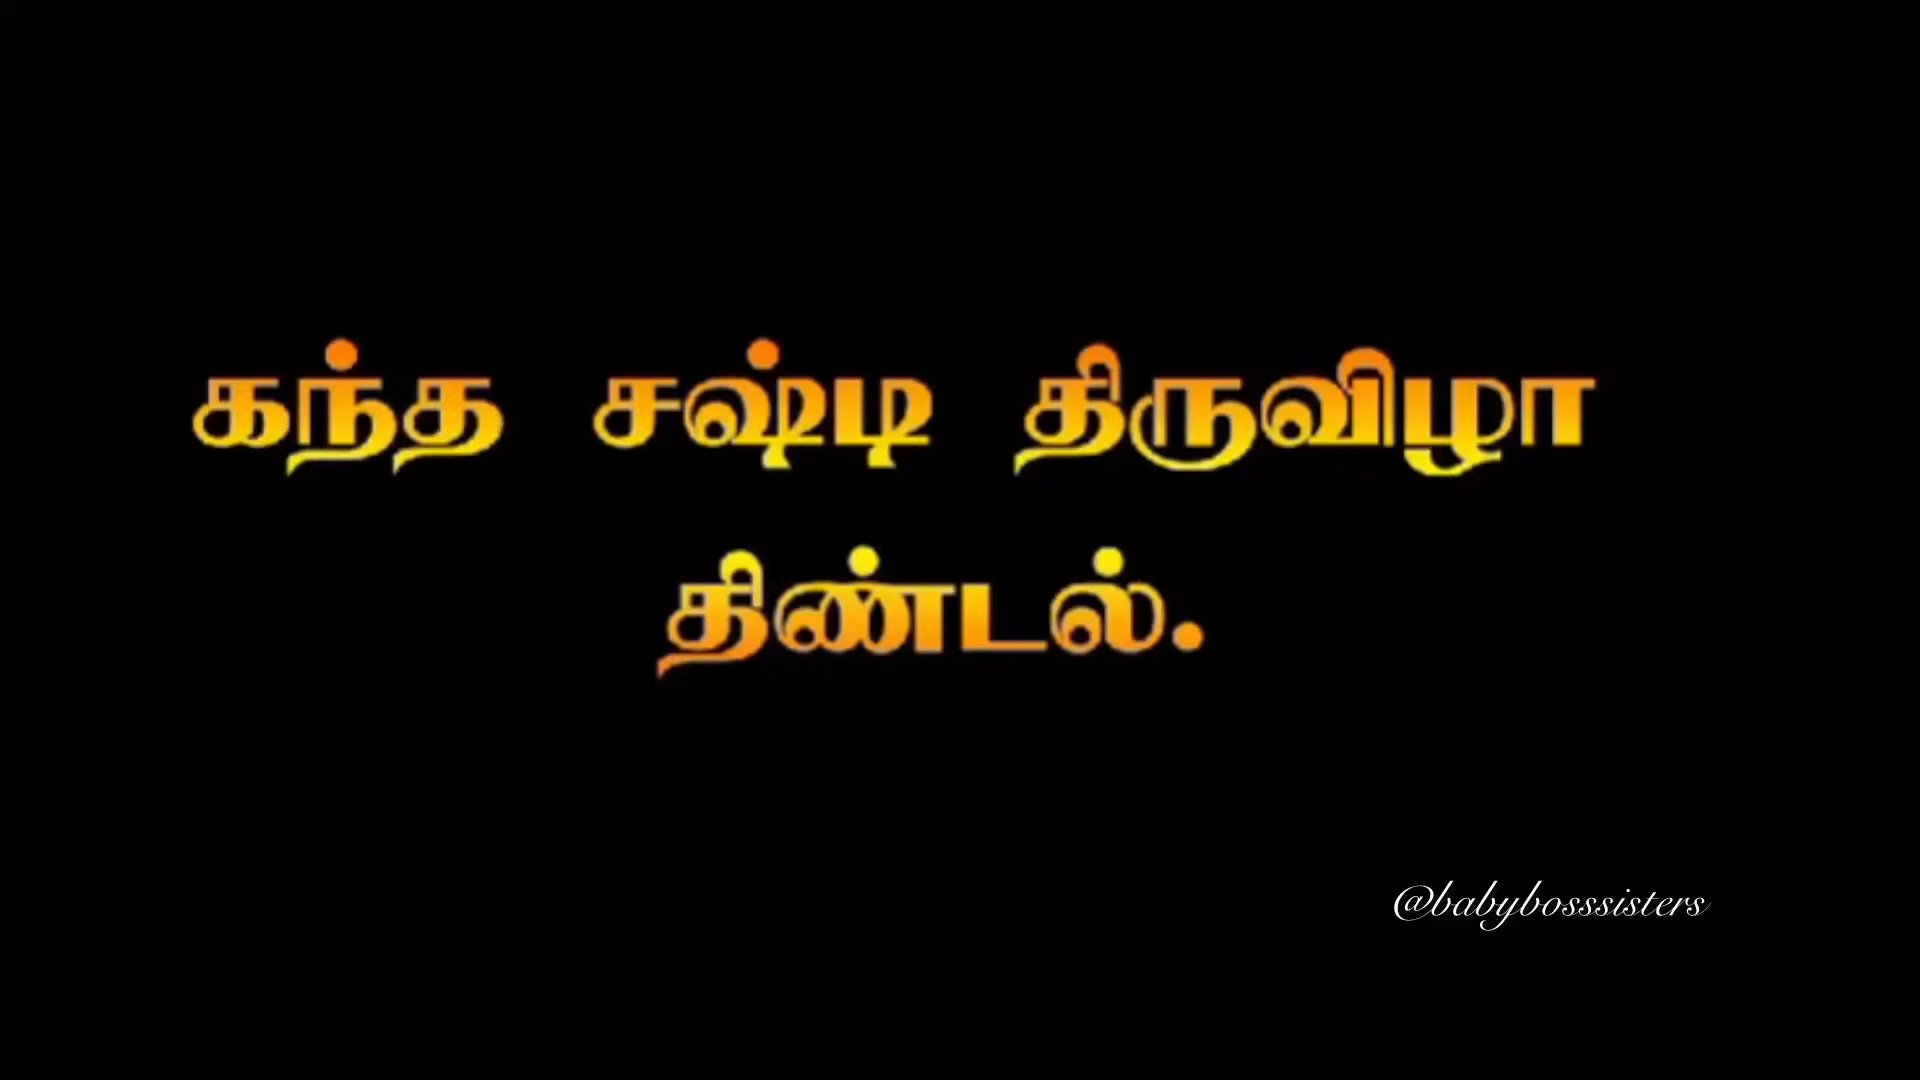 கந்த சஷ்டி திருவிழா
திண்டல்.
@babybosssisters